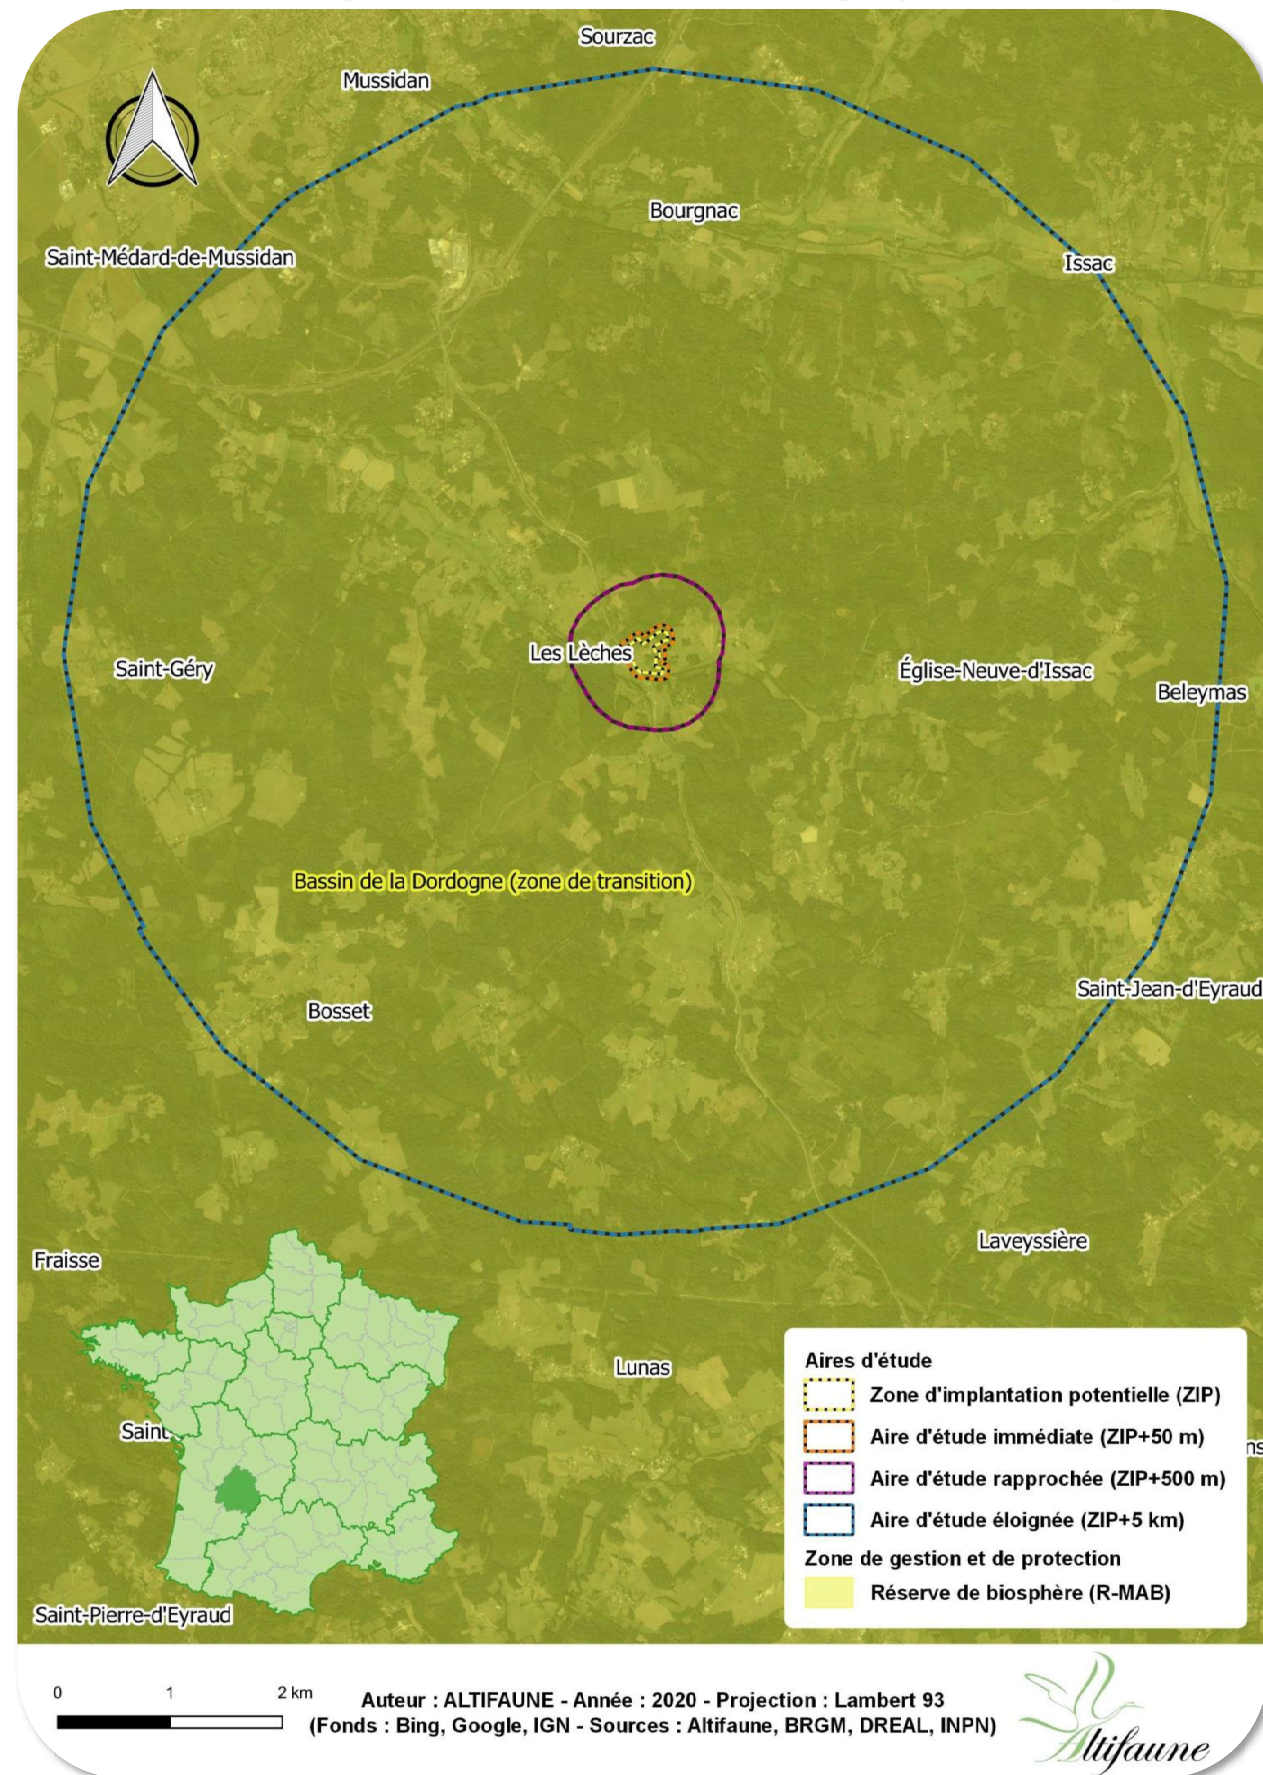 Sourzac
Mussidan
Bourgnac
Saint-Médard-de-Mussidan
Issac
Les Lèches
Saint-Géry
Église-Neuve-d'Issac
Beleymas
Bassin de la Dordogne (zone de transition)
Saint-Jean-d'Eyraud
Bosset
Laveyssière
Fraisse
Lunas
Saint
Saint-Pierre-d'Eyraud
Aires d'étude
Zone d'implantation potentielle (ZIP)
Aire d'étude immédiate (ZIP+50 m)
Aire d'étude rapprochée (ZIP+500 m)
Aire d'étude éloignée (ZIP+5 km)
Zone de gestion et de protection
Réserve de biosphère (R-MAB)
ns
0 1 2 km
Auteur : ALTIFAUNE - Année : 2020 - Projection : Lambert 93
(Fonds : Bing, Google, IGN - Sources : Altifaune, BRGM, DREAL, INPN)
Altifaune